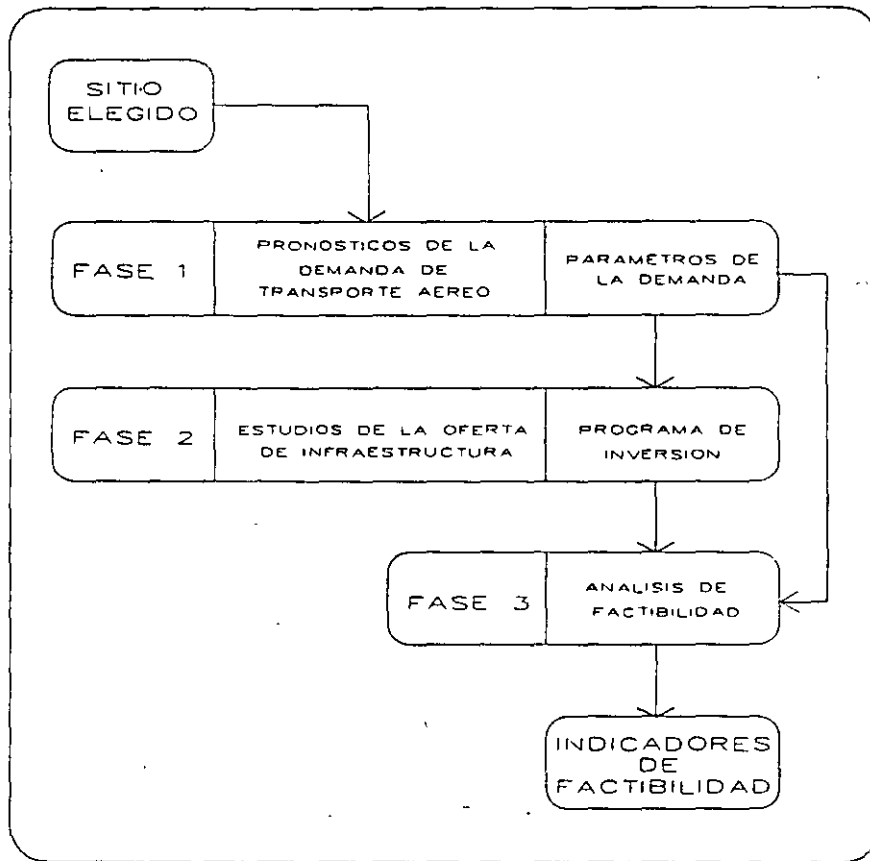 SITIO
ELEGIDO
FASE 1
PRONOSTICOS DE LA
DEMANDA DE
TRANSPORTE AEREO
PARAMETROS DE
LA DEMANDA
FASE 2
ESTUDIOS DE LA OFERTA
DE INFRAESTRUCTURA
PROGRAMA DE
INVERSION
FASE 3
ANALISIS DE
FACTIBILIDAD
INDICADORES
DE
FACTIBILIDAD